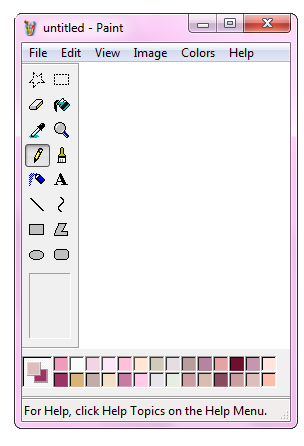 untitled - Paint
File Edit View Image Colors Help
A
For Help, click Help Topics on the Help Menu.